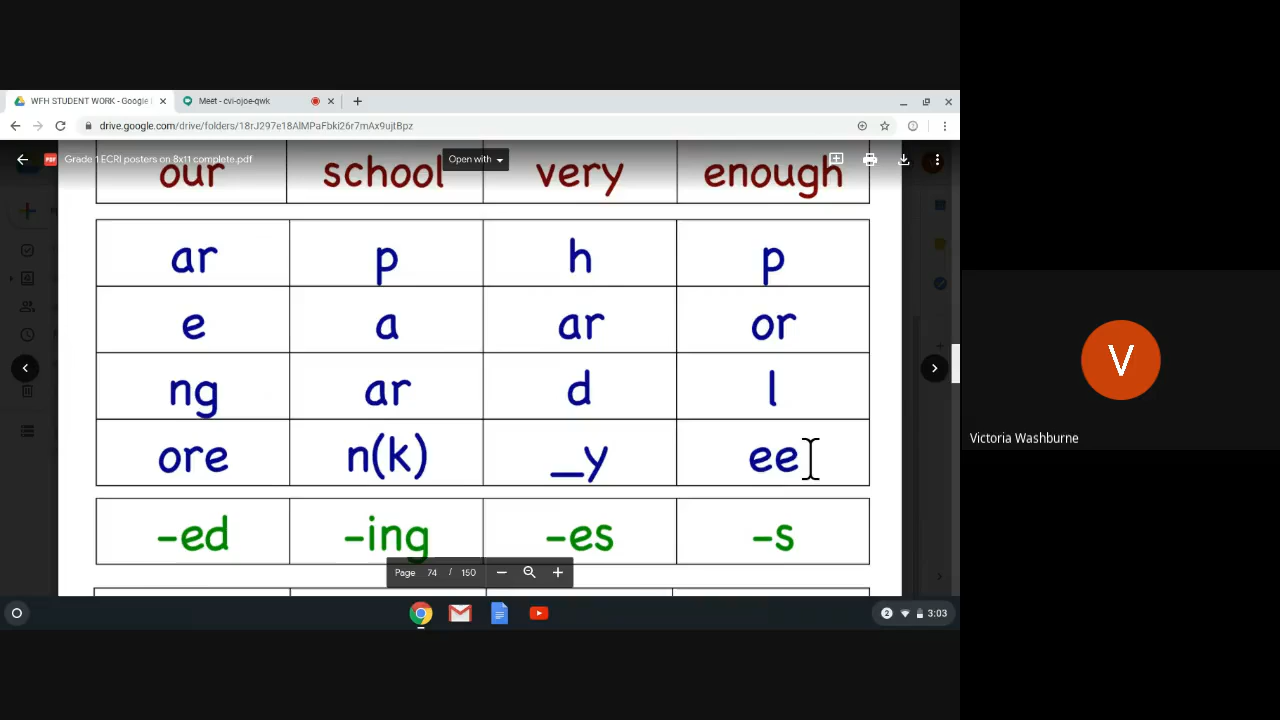 WFH STUDENT WORK - Google
Meet - cvi-ojoe-qwk
drive.google.com/drive/folders/18rJ297e18AlMPaFbki26r7mAx9ujtBpz
Grade 1 ECRI posters on 8x11 complete.pdf
Open with
our school very enough
ar p h p
e a ar or
ng ar d l
ore n(k) _y ee
-ed -ing -es -s
Page 74 / 150
2 3:03
V
Victoria Washburne